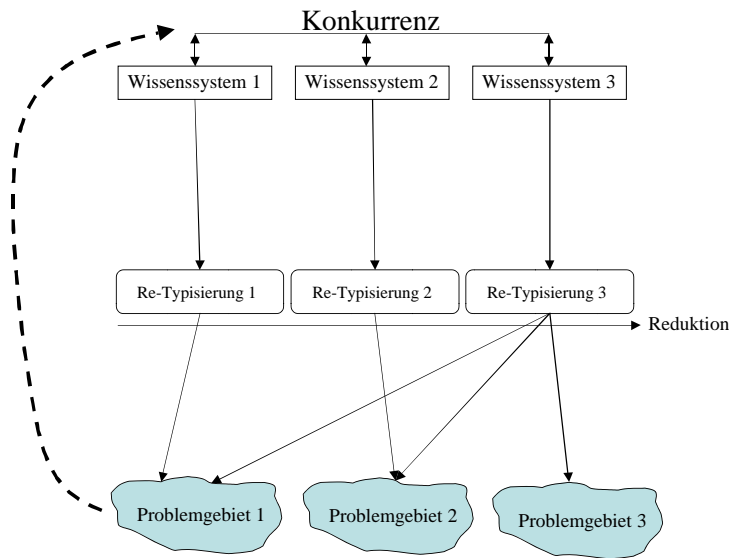 Konkurrenz
Wissenssystem 1
Wissenssystem 2
Wissenssystem 3
Re-Typisierung 1
Re-Typisierung 2
Re-Typisierung 3
Reduktion
Problemgebiet 1
Problemgebiet 2
Problemgebiet 3